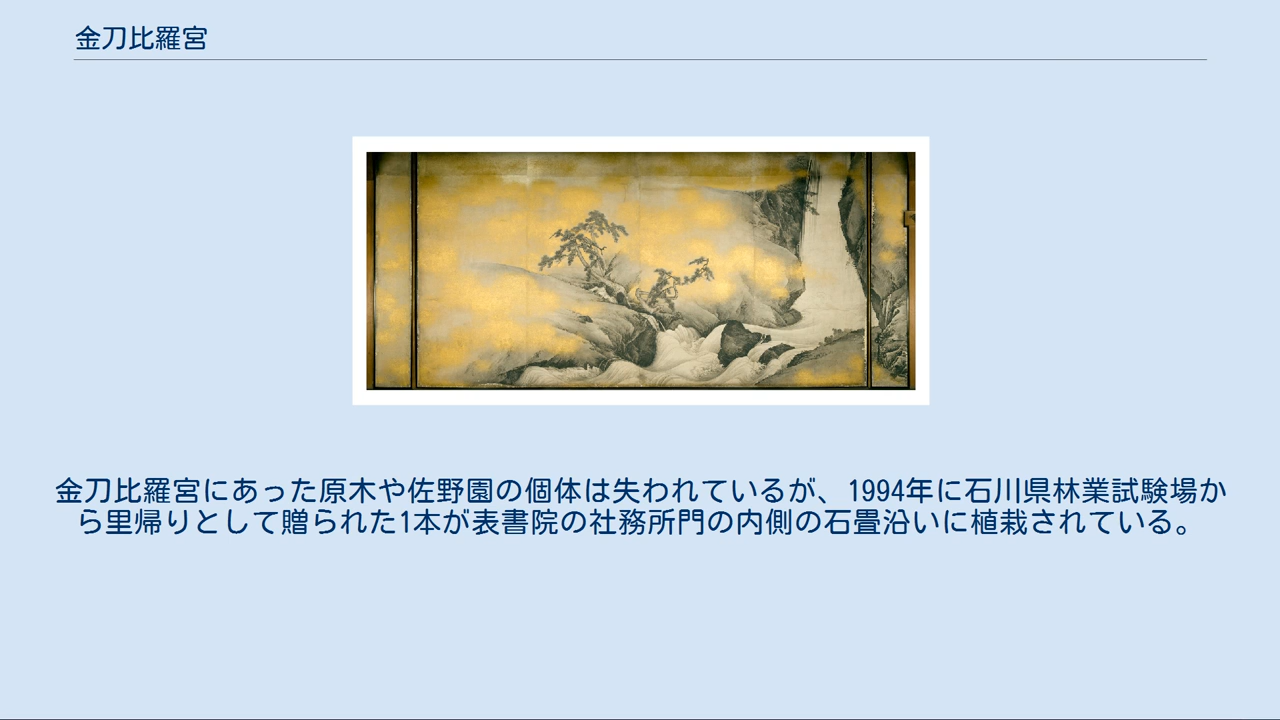 金刀比羅宮
金刀比羅宮にあった原木や佐野園の個体は失われているが、1994年に石川県林業試験場か
ら里帰りとして贈られた1本が表書院の社務所門の内側の石畳沿いに植栽されている。